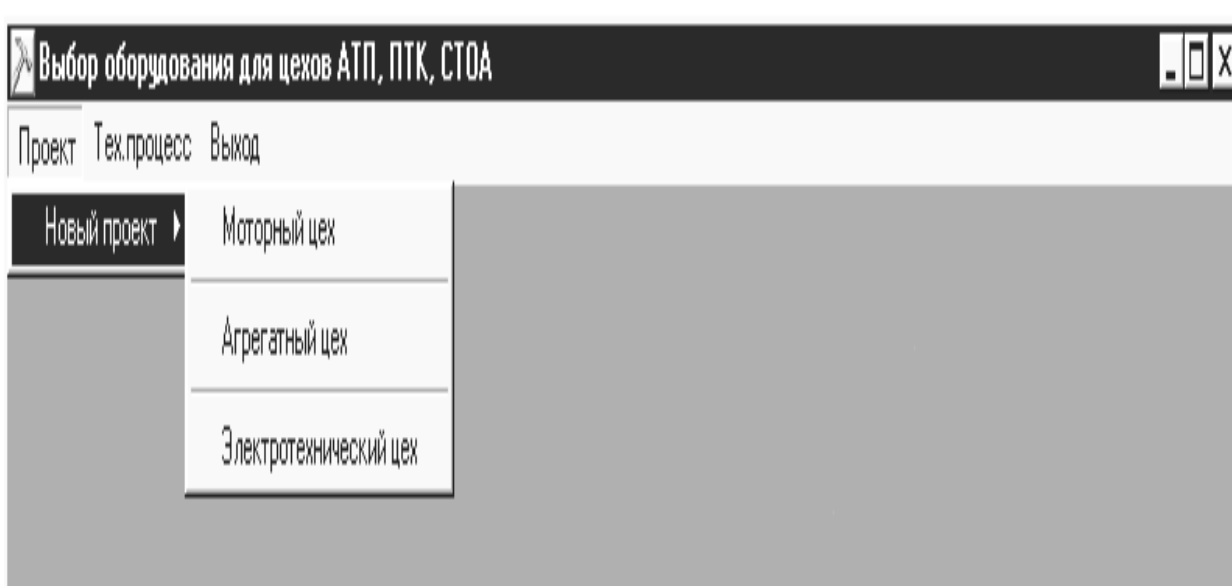 Выбор оборудования для цехов АТП, ПТК, СТОА
Проект Тех.процесс Выход
Новый проект
Моторный цех
Агрегатный цех
Электротехнический цех